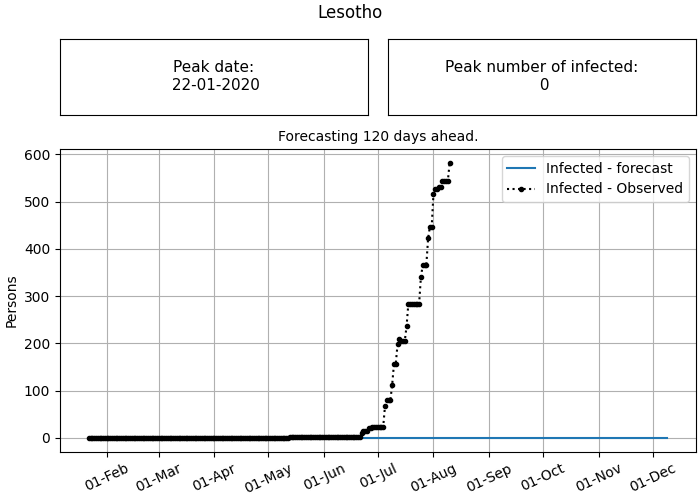 Lesotho
Peak date:
22-01-2020
Peak number of infected:
0
Forecasting 120 days ahead.
Infected - forecast
Infected - Observed
Persons
600
500
400
300
200
100
0
01-Feb
01-Mar
01-Apr
01-May
01-Jun
01-Jul
01-Aug
01-Sep
01-Oct
01-Nov
01-Dec